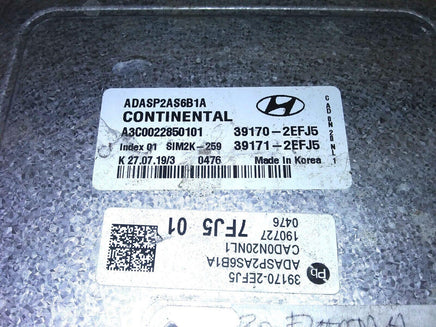 ADASP2AS6B1A
CONTINENTAL
A3C0022850101 39170-2EFJ5
Index 01 SIM2K-259 39171-2EFJ5
K 27.07.19/3 0476 Made in Korea
CADN20NL1
7FJ5 01
190727 0476
CAD0N20NL1
ADASP2AS6B1A
39170-2EFJ5
Pb